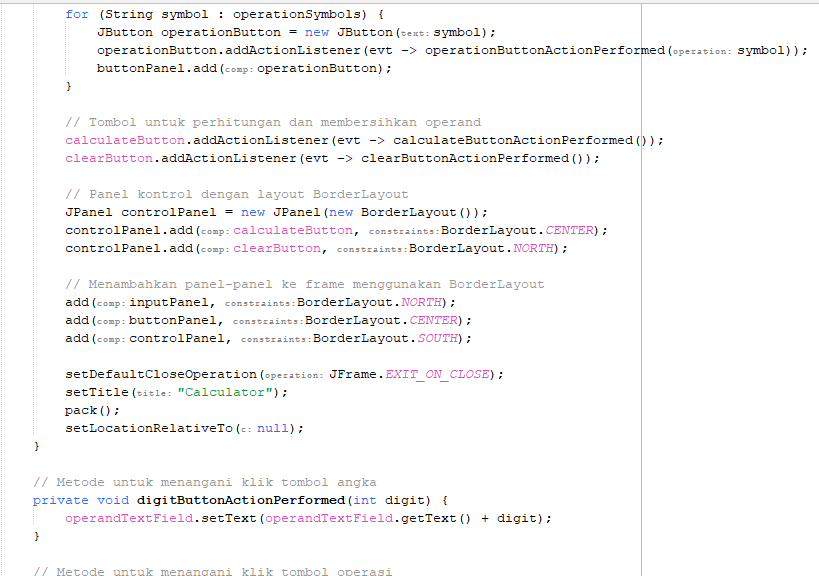 for (String symbol : operationSymbols) {
JButton operationButton = new JButton(text: symbol);
operationButton.addActionListener(evt -> operationButtonActionPerformed(operation: symbol));
buttonPanel.add(comp: operationButton);
}
// Tombol untuk perhitungan dan membersihkan operand
calculateButton.addActionListener(evt -> calculateButtonActionPerformed());
clearButton.addActionListener(evt -> clearButtonActionPerformed());
// Panel kontrol dengan layout BorderLayout
JPanel controlPanel = new JPanel(new BorderLayout());
controlPanel.add(comp: calculateButton, constraints: BorderLayout.CENTER);
controlPanel.add(comp: clearButton, constraints: BorderLayout.NORTH);
// Menambahkan panel-panel ke frame menggunakan BorderLayout
add(comp: inputPanel, constraints: BorderLayout.NORTH);
add(comp: buttonPanel, constraints: BorderLayout.CENTER);
add(comp: controlPanel, constraints: BorderLayout.SOUTH);
setDefaultCloseOperation(operation: JFrame.EXIT_ON_CLOSE);
setTitle(title: "Calculator");
pack();
setLocationRelativeTo(c: null);
}
// Metode untuk menangani klik tombol angka
private void digitButtonActionPerformed(int digit) {
operandTextField.setText(operandTextField.getText() + digit);
}
// Metode untuk menangani klik tombol operasi